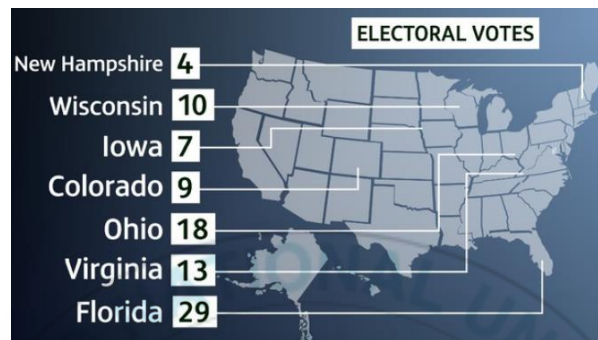 ELECTORAL VOTES
New Hampshire 4
Wisconsin 10
Iowa 7
Colorado 9
Ohio 18
Virginia 13
Florida 29